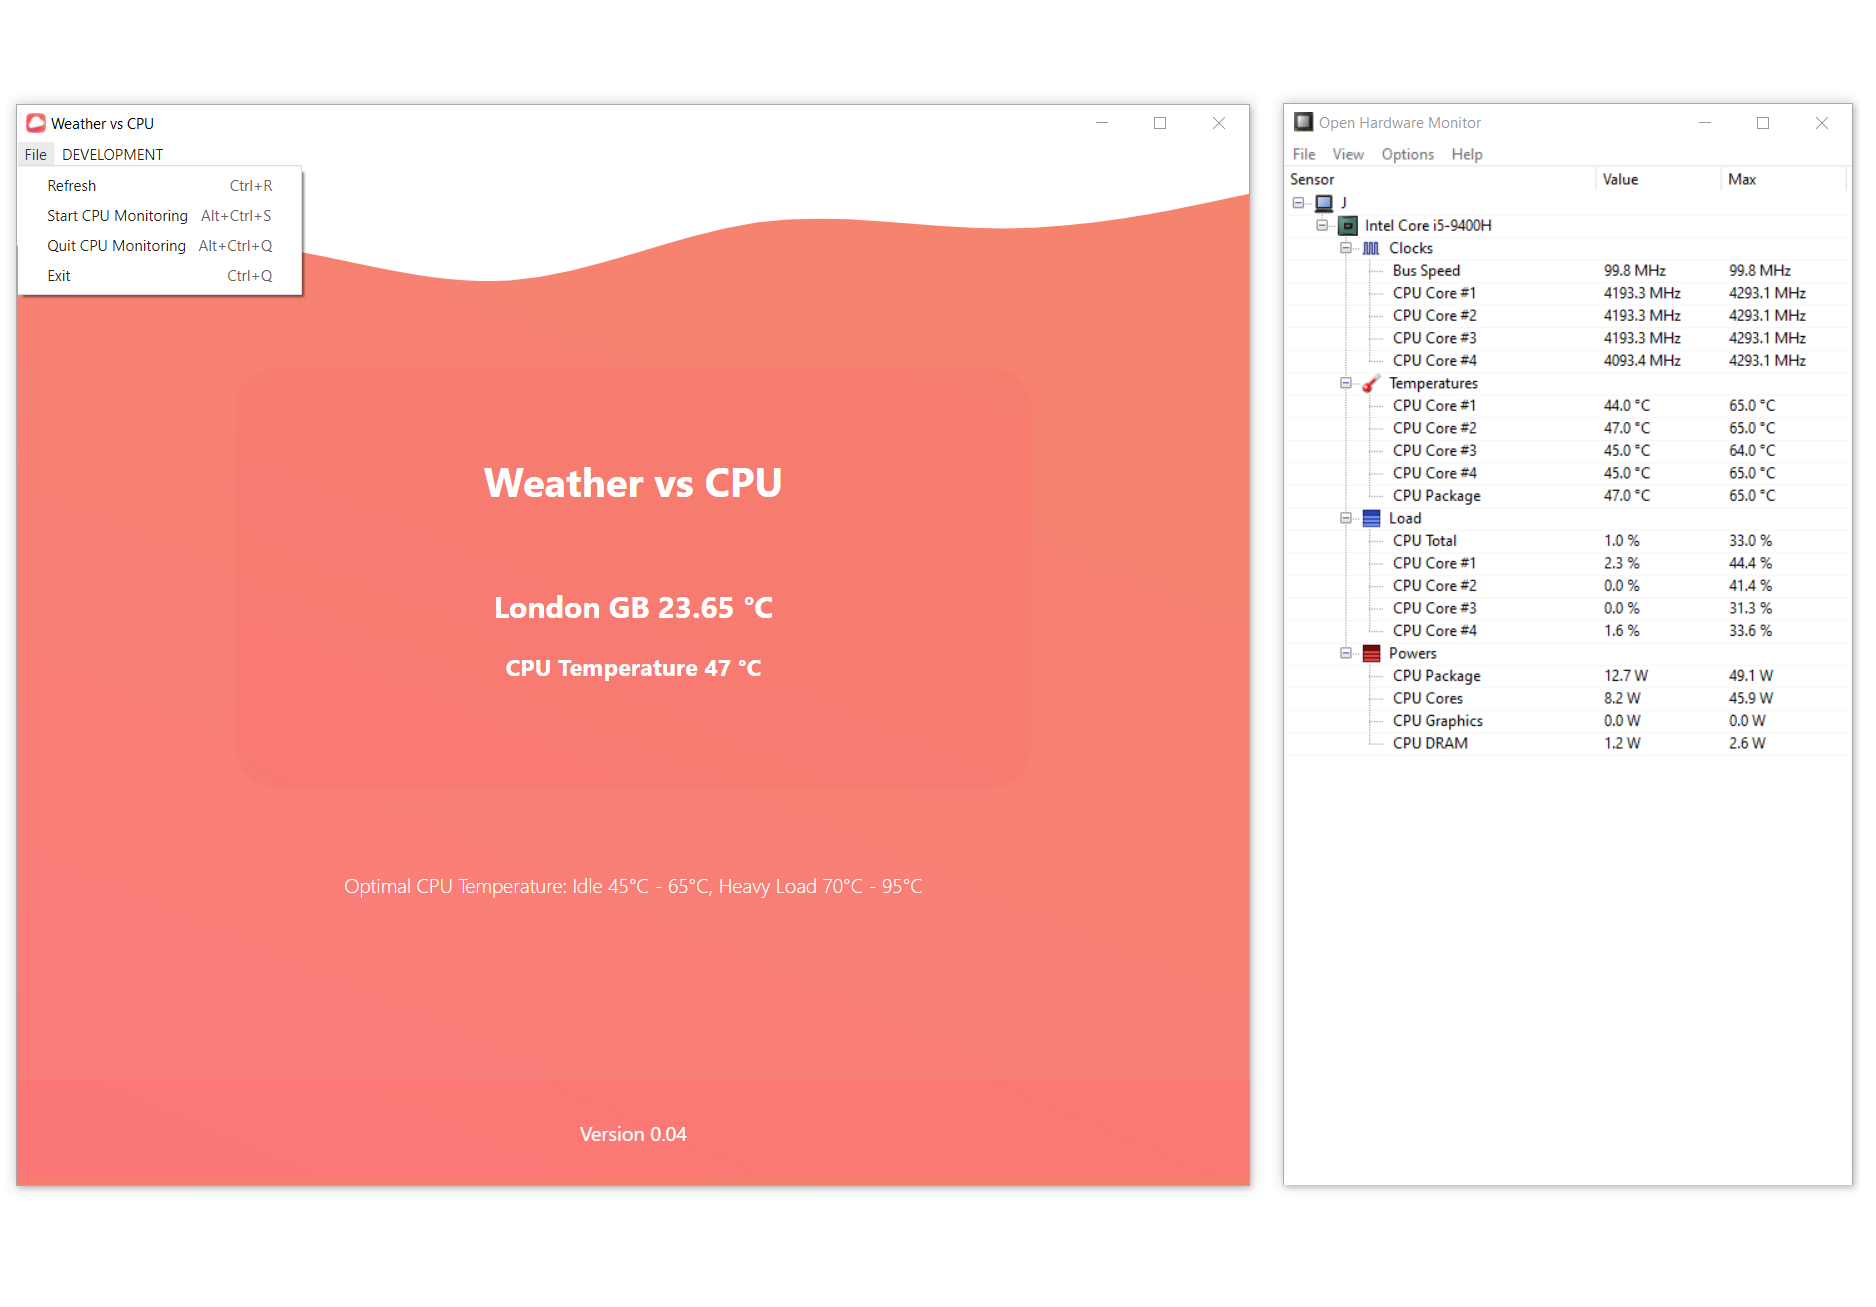 Weather vs CPU
File DEVELOPMENT
Refresh Ctrl+R
Start CPU Monitoring Alt+Ctrl+S
Quit CPU Monitoring Alt+Ctrl+Q
Exit Ctrl+Q
Weather vs CPU
London GB 23.65 °C
CPU Temperature 47 °C
Optimal CPU Temperature: Idle 45°C - 65°C, Heavy Load 70°C - 95°C
Version 0.04
Open Hardware Monitor
File View Options Help
Sensor Value Max
J
Intel Core i5-9400H
Clocks
Bus Speed 99.8 MHz 99.8 MHz
CPU Core #1 4193.3 MHz 4293.1 MHz
CPU Core #2 4193.3 MHz 4293.1 MHz
CPU Core #3 4193.3 MHz 4293.1 MHz
CPU Core #4 4093.4 MHz 4293.1 MHz
Temperatures
CPU Core #1 44.0 °C 65.0 °C
CPU Core #2 47.0 °C 65.0 °C
CPU Core #3 45.0 °C 64.0 °C
CPU Core #4 45.0 °C 65.0 °C
CPU Package 47.0 °C 65.0 °C
Load
CPU Total 1.0 % 33.0 %
CPU Core #1 2.3 % 44.4 %
CPU Core #2 0.0 % 41.4 %
CPU Core #3 0.0 % 31.3 %
CPU Core #4 1.6 % 33.6 %
Powers
CPU Package 12.7 W 49.1 W
CPU Cores 8.2 W 45.9 W
CPU Graphics 0.0 W 0.0 W
CPU DRAM 1.2 W 2.6 W